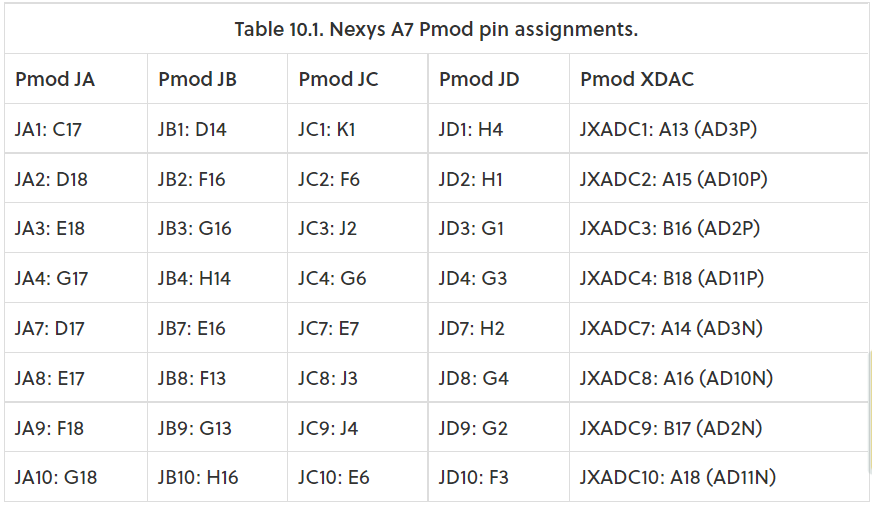 Table 10.1. Nexys A7 Pmod pin assignments.
Pmod JA Pmod JB Pmod JC Pmod JD Pmod XDAC
JA1: C17 JB1: D14 JC1: K1 JD1: H4 JXADC1: A13 (AD3P)
JA2: D18 JB2: F16 JC2: F6 JD2: H1 JXADC2: A15 (AD10P)
JA3: E18 JB3: G16 JC3: J2 JD3: G1 JXADC3: B16 (AD2P)
JA4: G17 JB4: H14 JC4: G6 JD4: G3 JXADC4: B18 (AD11P)
JA7: D17 JB7: E16 JC7: E7 JD7: H2 JXADC7: A14 (AD3N)
JA8: E17 JB8: F13 JC8: J3 JD8: G4 JXADC8: A16 (AD10N)
JA9: F18 JB9: G13 JC9: J4 JD9: G2 JXADC9: B17 (AD2N)
JA10: G18 JB10: H16 JC10: E6 JD10: F3 JXADC10: A18 (AD11N)